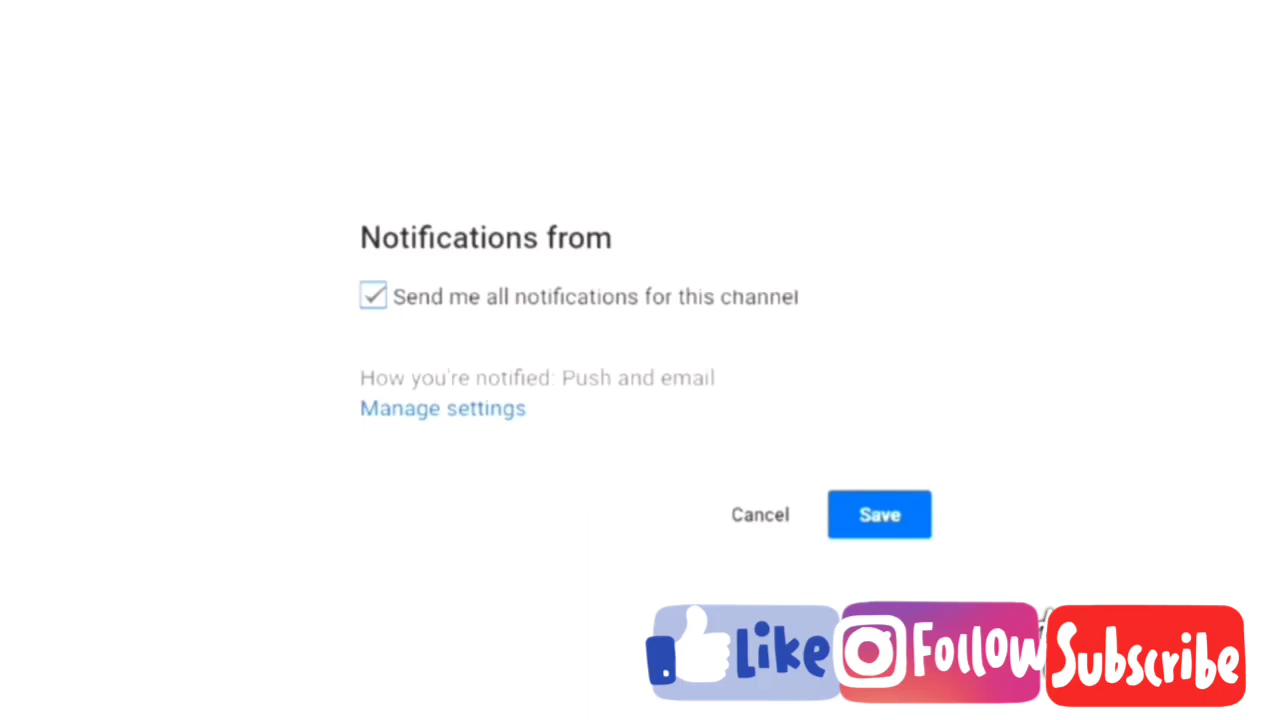 Notifications from
Send me all notifications for this channel
How you're notified: Push and email
Manage settings
Cancel
Save
Like
Follow
Subscribe